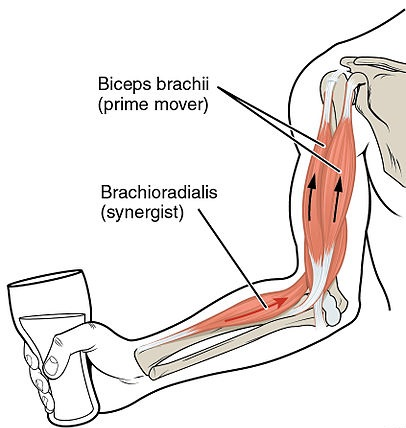 Biceps brachii
(prime mover)
Brachioradialis
(synergist)